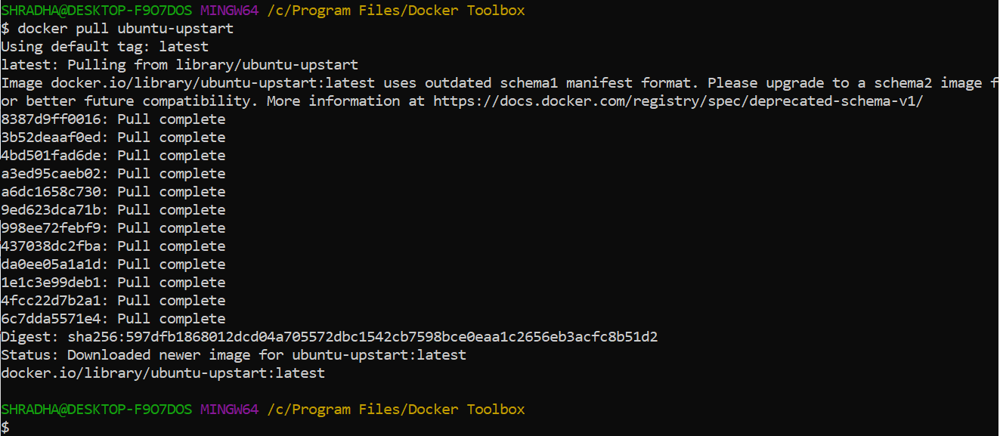 SHRADHA@DESKTOP-F9O7DOS MINGW64 /c/Program Files/Docker Toolbox
$ docker pull ubuntu-upstart
Using default tag: latest
latest: Pulling from library/ubuntu-upstart
Image docker.io/library/ubuntu-upstart:latest uses outdated schema1 manifest format. Please upgrade to a schema2 image f
or better future compatibility. More information at https://docs.docker.com/registry/spec/deprecated-schema-v1/
8387d9ff0016: Pull complete
3b52deaaf0ed: Pull complete
4bd501fad6de: Pull complete
a3ed95caeb02: Pull complete
a6dc1658c730: Pull complete
9ed623dca71b: Pull complete
998ee72febf9: Pull complete
437038dc2fba: Pull complete
da0ee05a1a1d: Pull complete
1e1c3e99deb1: Pull complete
4fcc22d7b2a1: Pull complete
6c7dda5571e4: Pull complete
Digest: sha256:597dfb1868012dcd04a705572dbc1542cb7598bce0eaa1c2656eb3acfc8b51d2
Status: Downloaded newer image for ubuntu-upstart:latest
docker.io/library/ubuntu-upstart:latest
SHRADHA@DESKTOP-F9O7DOS MINGW64 /c/Program Files/Docker Toolbox
$